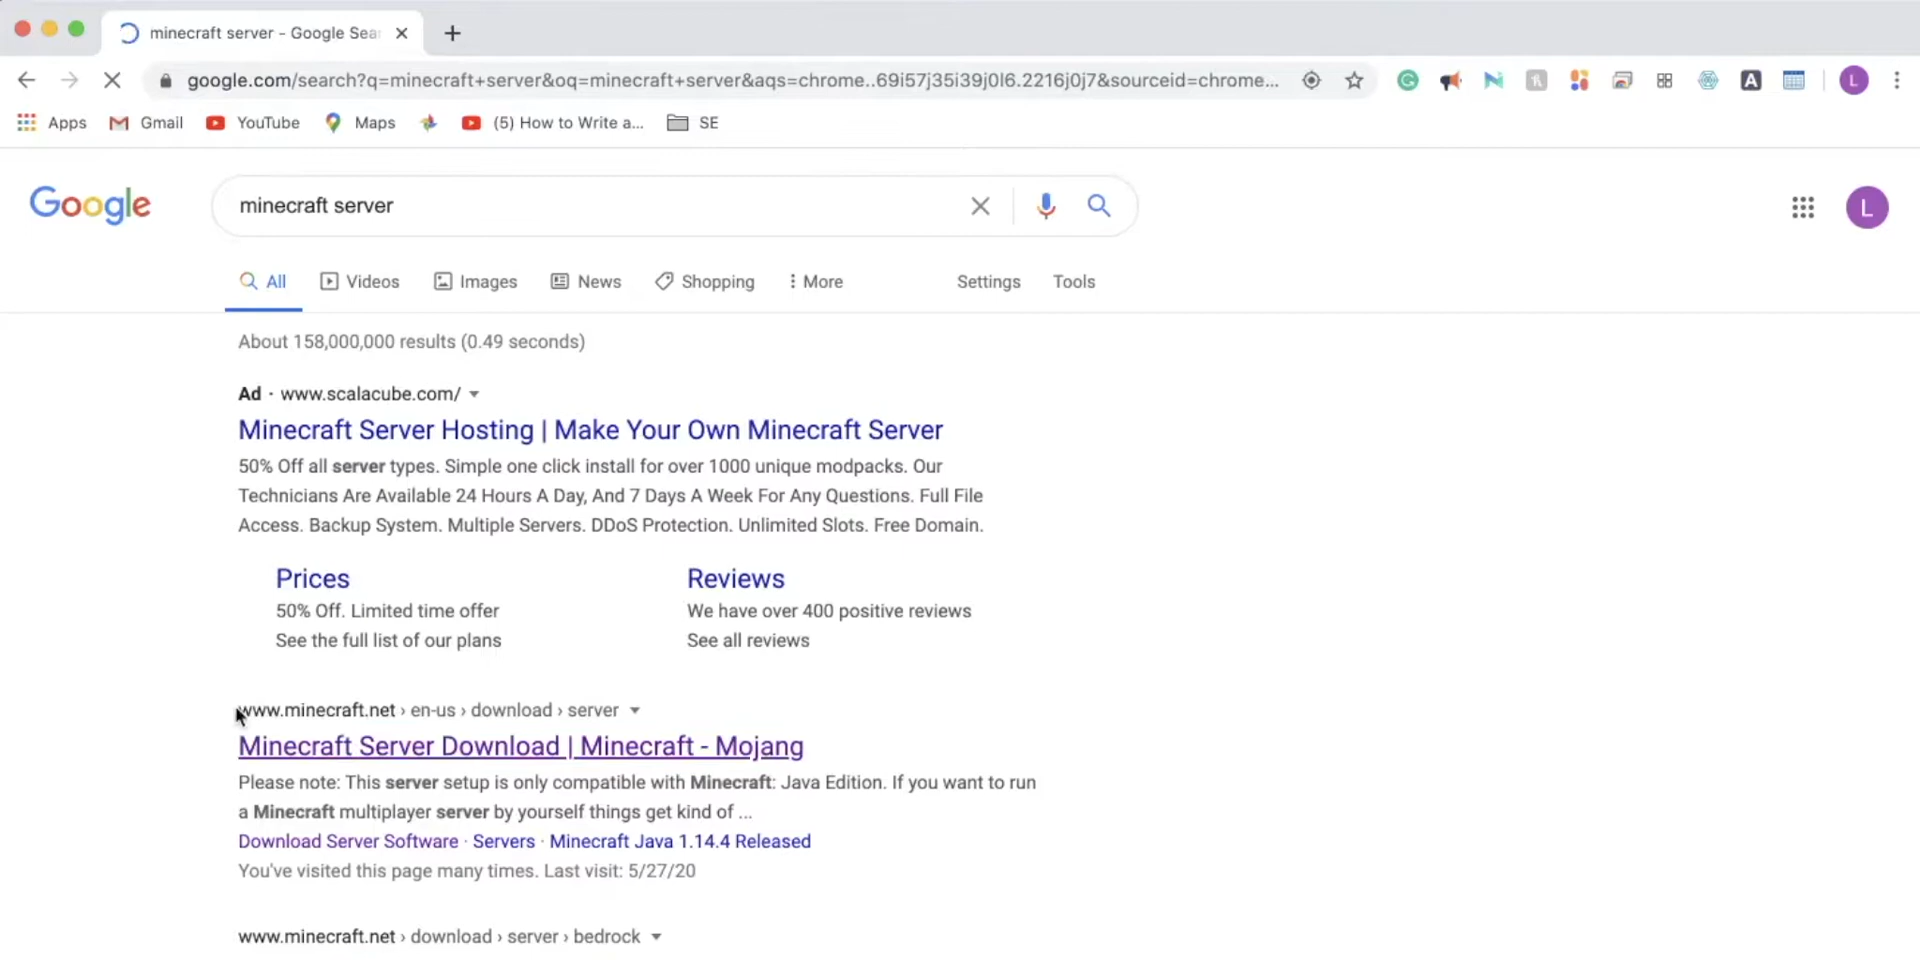 minecraft server - Google Sea
google.com/search?q=minecraft+server&oq=minecraft+server&aqs=chrome..69i57j35i39j0l6.2216j0j7&sourceid=chrome...
L
Apps
Gmail
YouTube
Maps
(5) How to Write a...
SE
Google
minecraft server
L
All
Videos
Images
News
Shopping
More
Settings
Tools
About 158,000,000 results (0.49 seconds)
Ad · www.scalacube.com/
Minecraft Server Hosting | Make Your Own Minecraft Server
50% Off all server types. Simple one click install for over 1000 unique modpacks. Our
Technicians Are Available 24 Hours A Day, And 7 Days A Week For Any Questions. Full File
Access. Backup System. Multiple Servers. DDoS Protection. Unlimited Slots. Free Domain.
Prices
50% Off. Limited time offer
See the full list of our plans
Reviews
We have over 400 positive reviews
See all reviews
www.minecraft.net › en-us › download › server
Minecraft Server Download | Minecraft - Mojang
Please note: This server setup is only compatible with Minecraft: Java Edition. If you want to run
a Minecraft multiplayer server by yourself things get kind of ...
Download Server Software · Servers · Minecraft Java 1.14.4 Released
You've visited this page many times. Last visit: 5/27/20
www.minecraft.net › download › server › bedrock